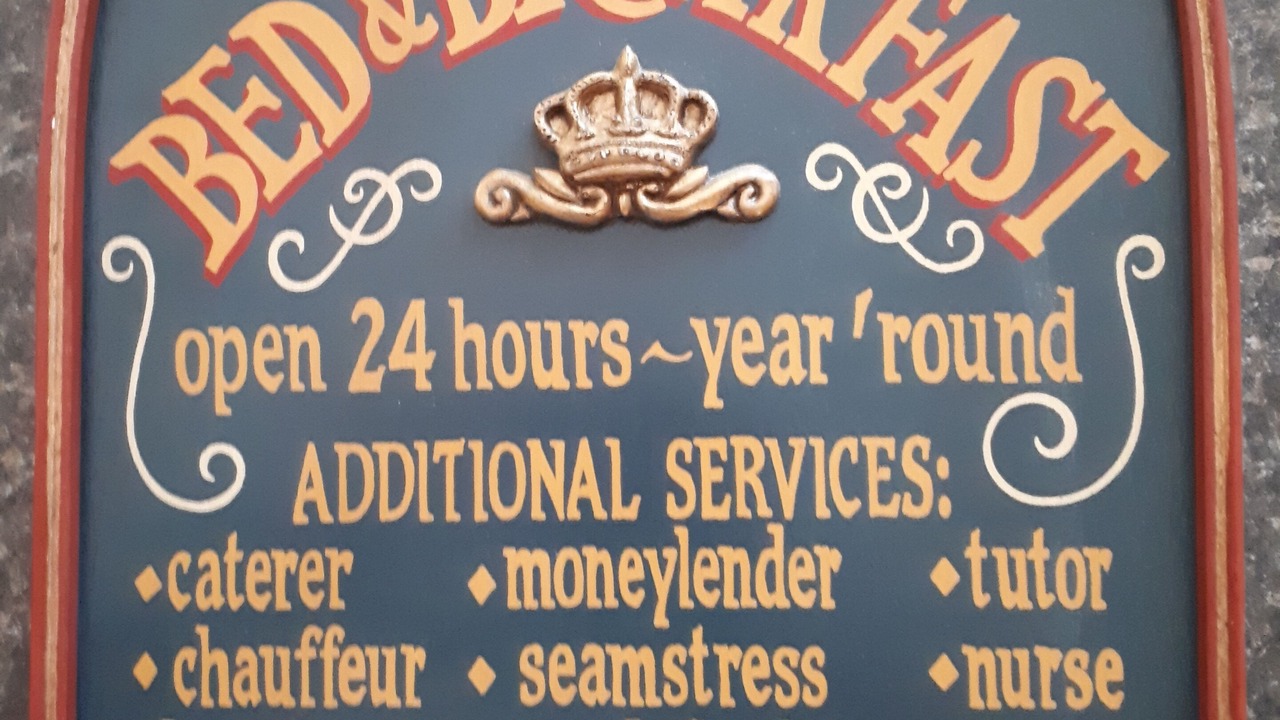 BED & BREAKFAST
open 24 hours ~ year 'round
ADDITIONAL SERVICES:
◆ caterer ◆ moneylender ◆ tutor
◆ chauffeur ◆ seamstress ◆ nurse